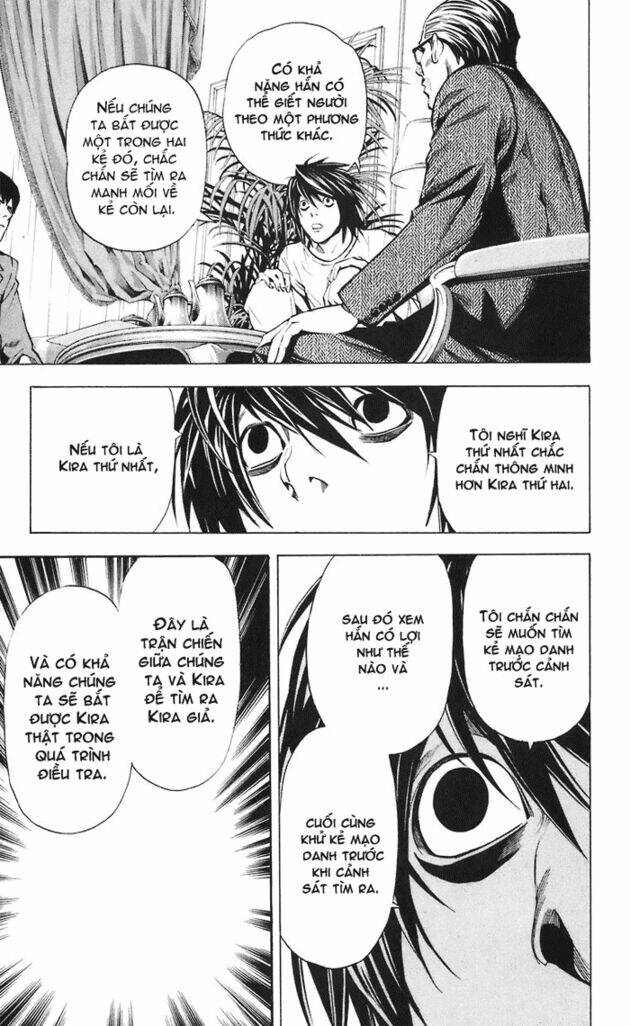 CÓ KHẢ
NĂNG HẮN CÓ
THỂ GIẾT NGƯỜI
THEO MỘT PHƯƠNG
THỨC KHÁC.
NẾU CHÚNG
TA BẮT ĐƯỢC
MỘT TRONG HAI
KẺ ĐÓ, CHẮC
CHẮN SẼ TÌM RA
MANH MỐI VỀ
KẺ CÒN LẠI.
TÔI NGHĨ KIRA
THỨ NHẤT CHẮC
CHẮN THÔNG MINH
HƠN KIRA THỨ HAI.
NẾU TÔI LÀ
KIRA THỨ NHẤT,
TÔI CHẮN CHẮN
SẼ MUỐN TÌM
KẺ MẠO DANH
TRƯỚC CẢNH
SÁT.
SAU ĐÓ XEM
HẮN CÓ LỢI
NHƯ THẾ
NÀO VÀ
...
CUỐI CÙNG
KHỬ KẺ MẠO
DANH TRƯỚC
KHI CẢNH
SÁT TÌM RA.
ĐÂY LÀ
TRẬN CHIẾN
GIỮA CHÚNG
TA VÀ KIRA
ĐỂ TÌM RA
KIRA GIẢ.
VÀ CÓ KHẢ
NĂNG CHÚNG
TA SẼ BẮT
ĐƯỢC KIRA
THẬT TRONG
QUÁ TRÌNH
ĐIỀU TRA.